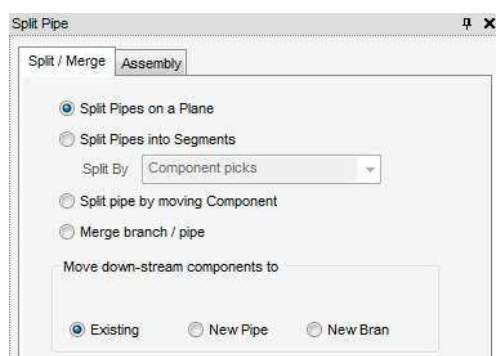 Split Pipe
Split / Merge Assembly
Split Pipes on a Plane
Split Pipes into Segments
Split By Component picks
Split pipe by moving Component
Merge branch / pipe
Move down-stream components to
Existing New Pipe New Bran